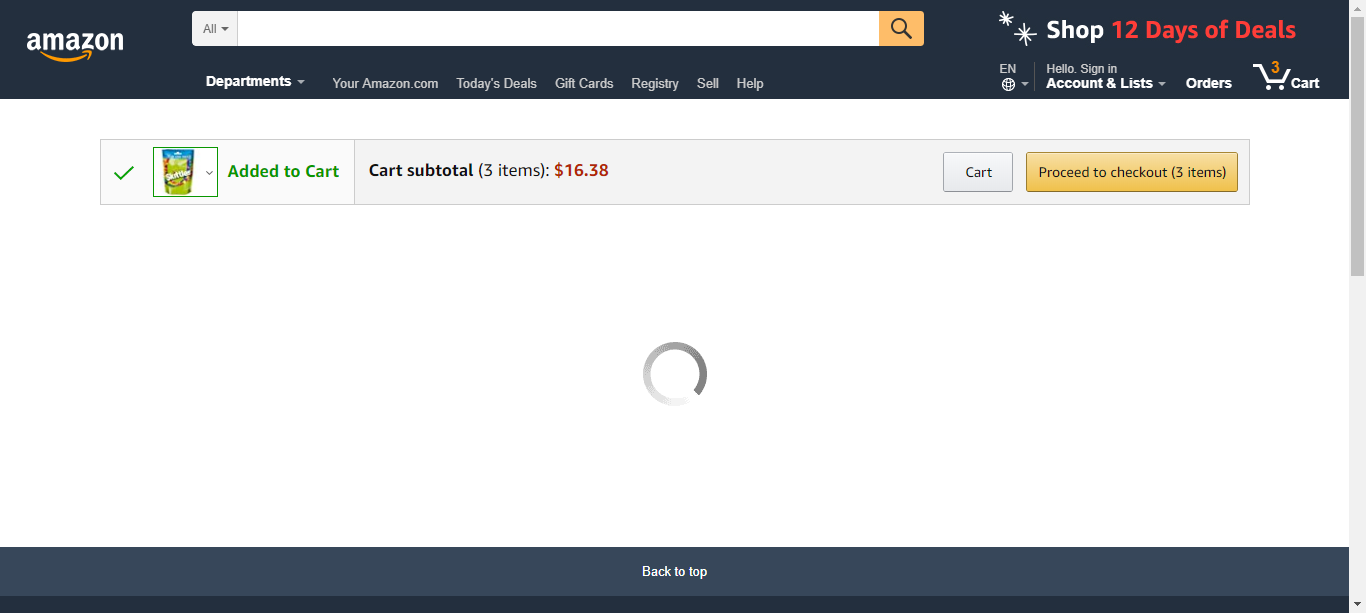 amazon
All
Shop 12 Days of Deals
Departments
Your Amazon.com
Today's Deals
Gift Cards
Registry
Sell
Help
EN
Hello. Sign in
Account & Lists
Orders
3
Cart
Skittles
Added to Cart
Cart subtotal (3 items): $16.38
Cart
Proceed to checkout (3 items)
Back to top